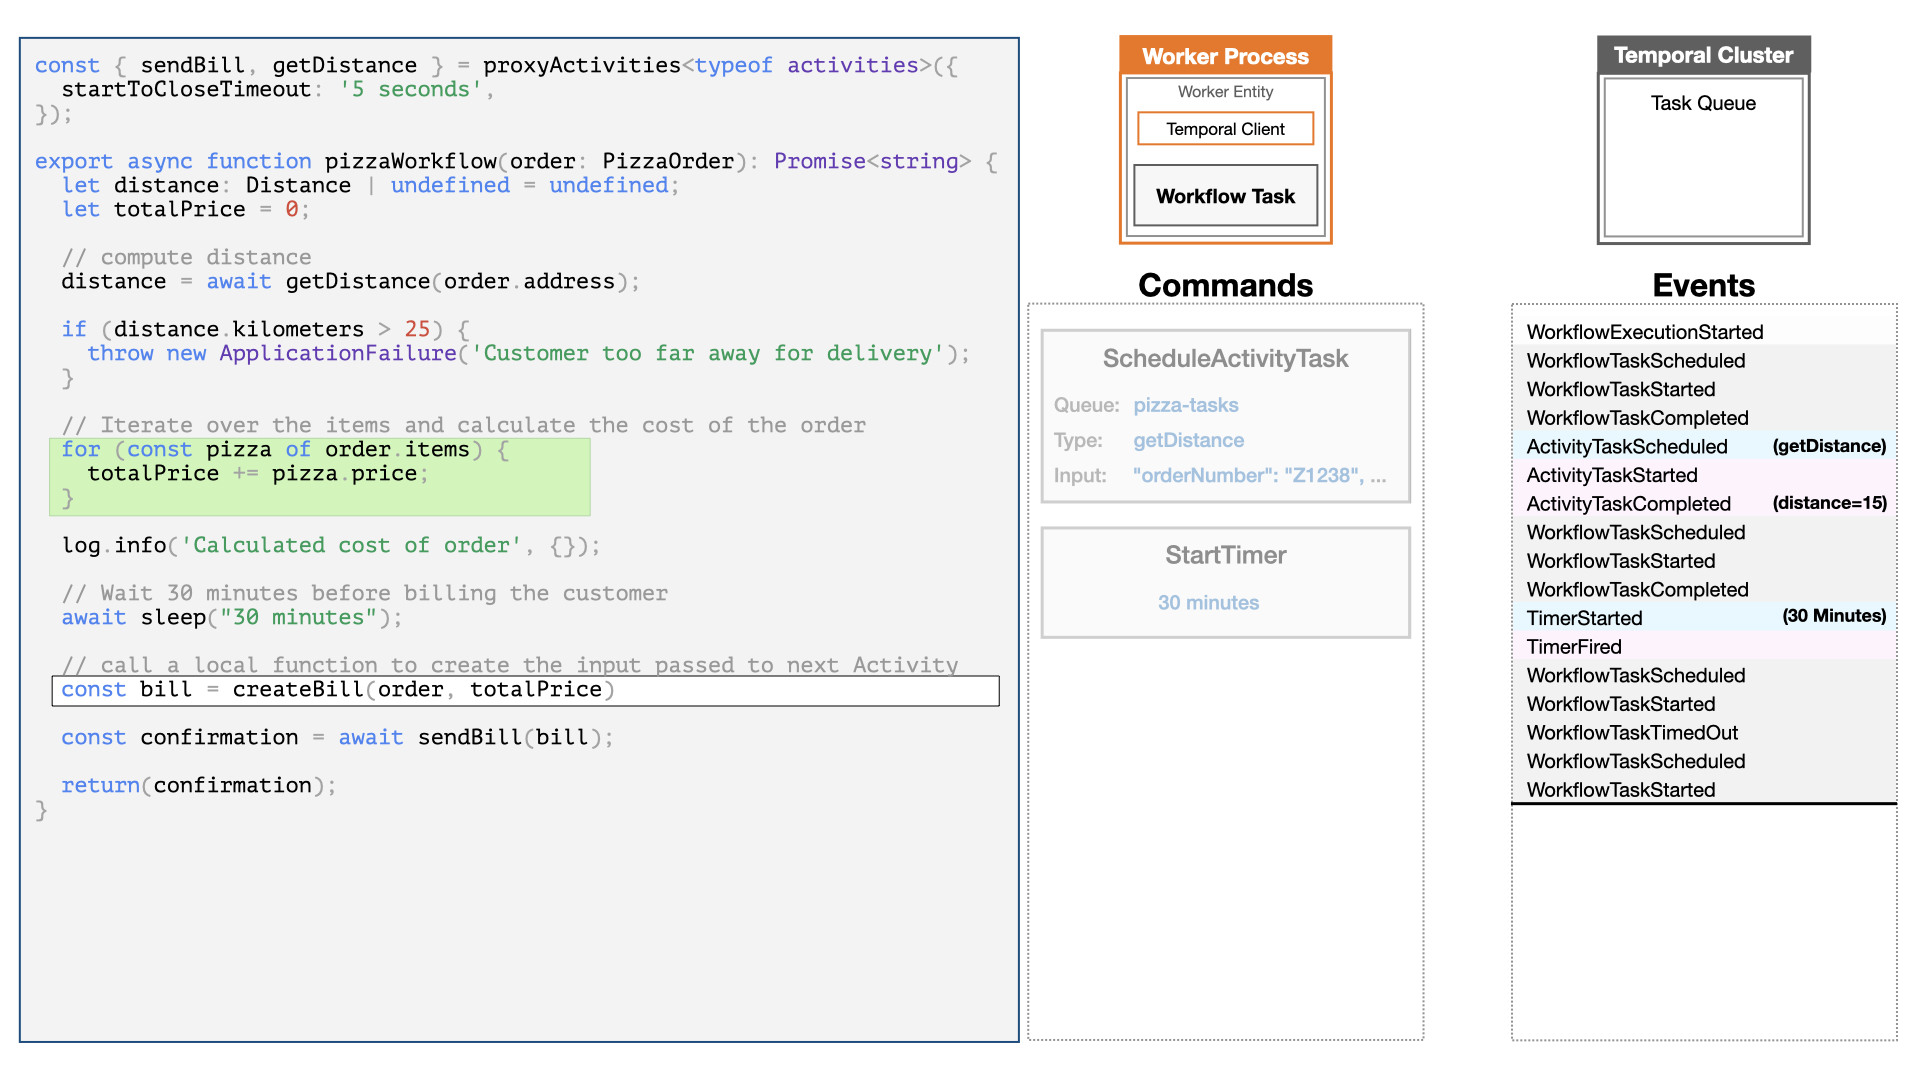 const { sendBill, getDistance } = proxyActivities<typeof activities>({
  startToCloseTimeout: '5 seconds',
});

export async function pizzaWorkflow(order: PizzaOrder): Promise<string> {
  let distance: Distance | undefined = undefined;
  let totalPrice = 0;

  // compute distance
  distance = await getDistance(order.address);

  if (distance.kilometers > 25) {
    throw new ApplicationFailure('Customer too far away for delivery');
  }

  // Iterate over the items and calculate the cost of the order
  for (const pizza of order.items) {
    totalPrice += pizza.price;
  }

  log.info('Calculated cost of order', {});

  // Wait 30 minutes before billing the customer
  await sleep("30 minutes");

  // call a local function to create the input passed to next Activity
  const bill = createBill(order, totalPrice)

  const confirmation = await sendBill(bill);

  return(confirmation);
}
Worker Process
Worker Entity
Temporal Client
Workflow Task
Commands
ScheduleActivityTask
Queue: pizza-tasks
Type: getDistance
Input: "orderNumber": "Z1238", ...
StartTimer
30 minutes
Temporal Cluster
Task Queue
Events
WorkflowExecutionStarted
WorkflowTaskScheduled
WorkflowTaskStarted
WorkflowTaskCompleted
ActivityTaskScheduled (getDistance)
ActivityTaskStarted
ActivityTaskCompleted (distance=15)
WorkflowTaskScheduled
WorkflowTaskStarted
WorkflowTaskCompleted
TimerStarted (30 Minutes)
TimerFired
WorkflowTaskScheduled
WorkflowTaskStarted
WorkflowTaskTimedOut
WorkflowTaskScheduled
WorkflowTaskStarted